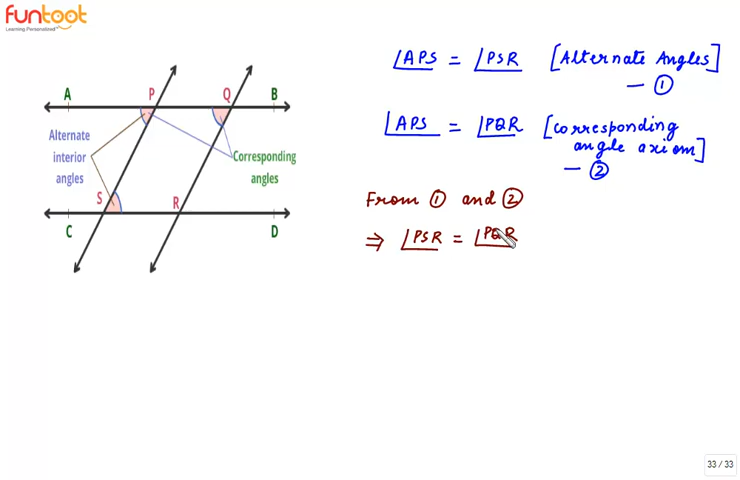 funtoot
Learning Personalized
A P Q B
Alternate
interior
angles
Corresponding
angles
S R
C D
∠APS = ∠PSR [Alternate Angles]
— ①
∠APS = ∠PQR [corresponding
angle axiom]
— ②
From ① and ②
⇒ ∠PSR = ∠PQR
33 / 33